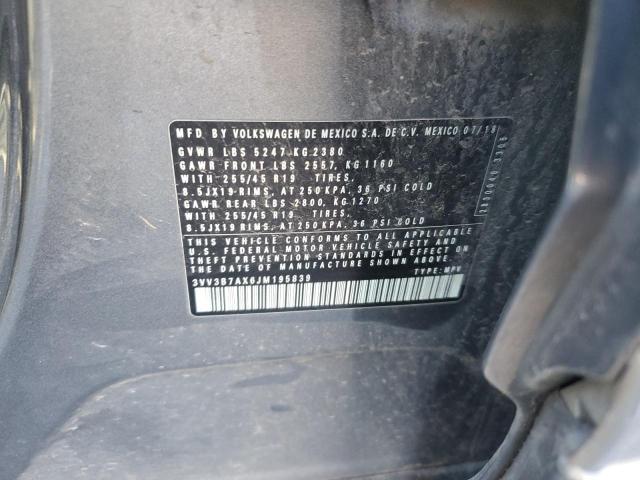 MFD. BY VOLKSWAGEN DE MEXICO S.A. DE C.V. MEXICO 07/18
GVWR LBS 5247 KG 2380
GAWR FRONT LBS 2557, KG 1160
WITH 255/45 R19 TIRES,
8.5JX19 RIMS, AT 250 KPA, 36 PSI COLD
GAWR REAR LBS 2800, KG 1270
WITH 255/45 R19 TIRES,
8.5JX19 RIMS, AT 250 KPA, 36 PSI COLD
THIS VEHICLE CONFORMS TO ALL APPLICABLE
U.S. FEDERAL MOTOR VEHICLE SAFETY AND
THEFT PREVENTION STANDARDS IN EFFECT ON
THE DATE OF MANUFACTURE SHOWN ABOVE
3VV3B7AX6JM195839 TYPE: MPV